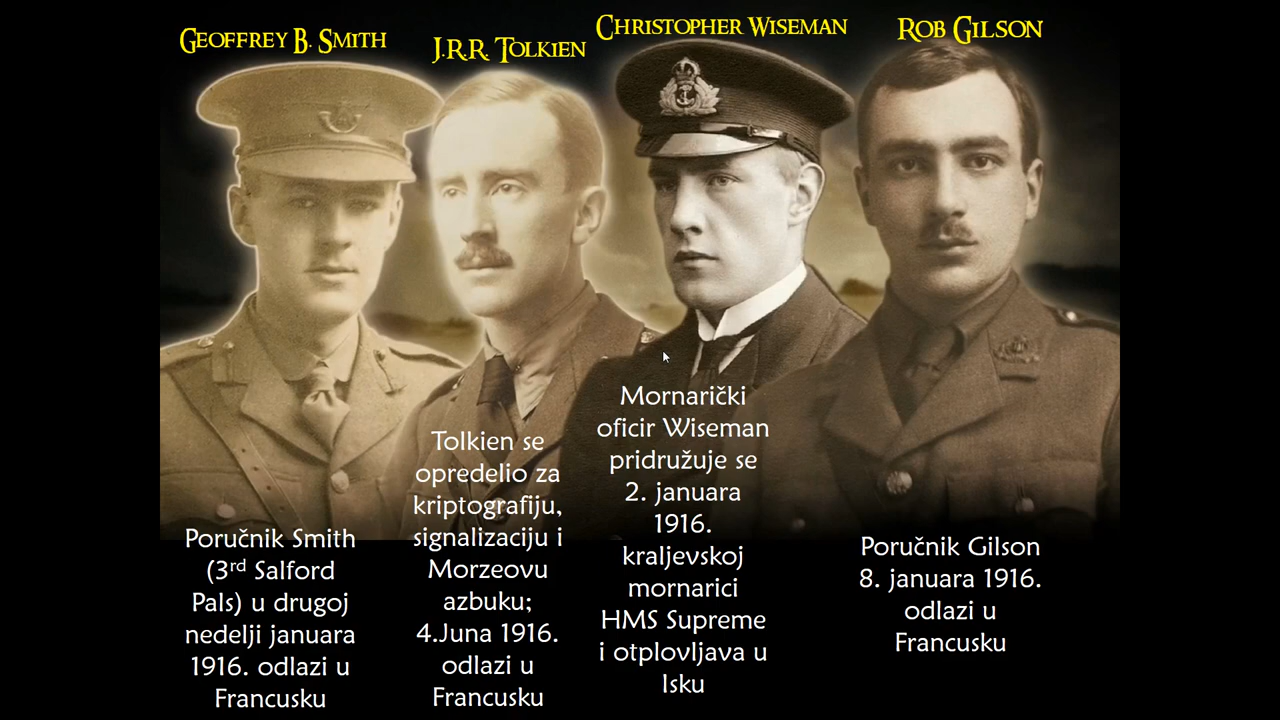 Geoffrey B. Smith
J.R.R. Tolkien
Christopher Wiseman
Rob Gilson
Poručnik Smith
(3rd Salford
Pals) u drugoj
nedelji januara
1916. odlazi u
Francusku
Tolkien se
opredelio za
kriptografiju,
signalizaciju i
Morzeovu
azbuku;
4.Juna 1916.
odlazi u
Francusku
Mornarički
oficir Wiseman
pridružuje se
2. januara
1916.
kraljevskoj
mornarici
HMS Supreme
i otplovljava u
Isku
Poručnik Gilson
8. januara 1916.
odlazi u
Francusku